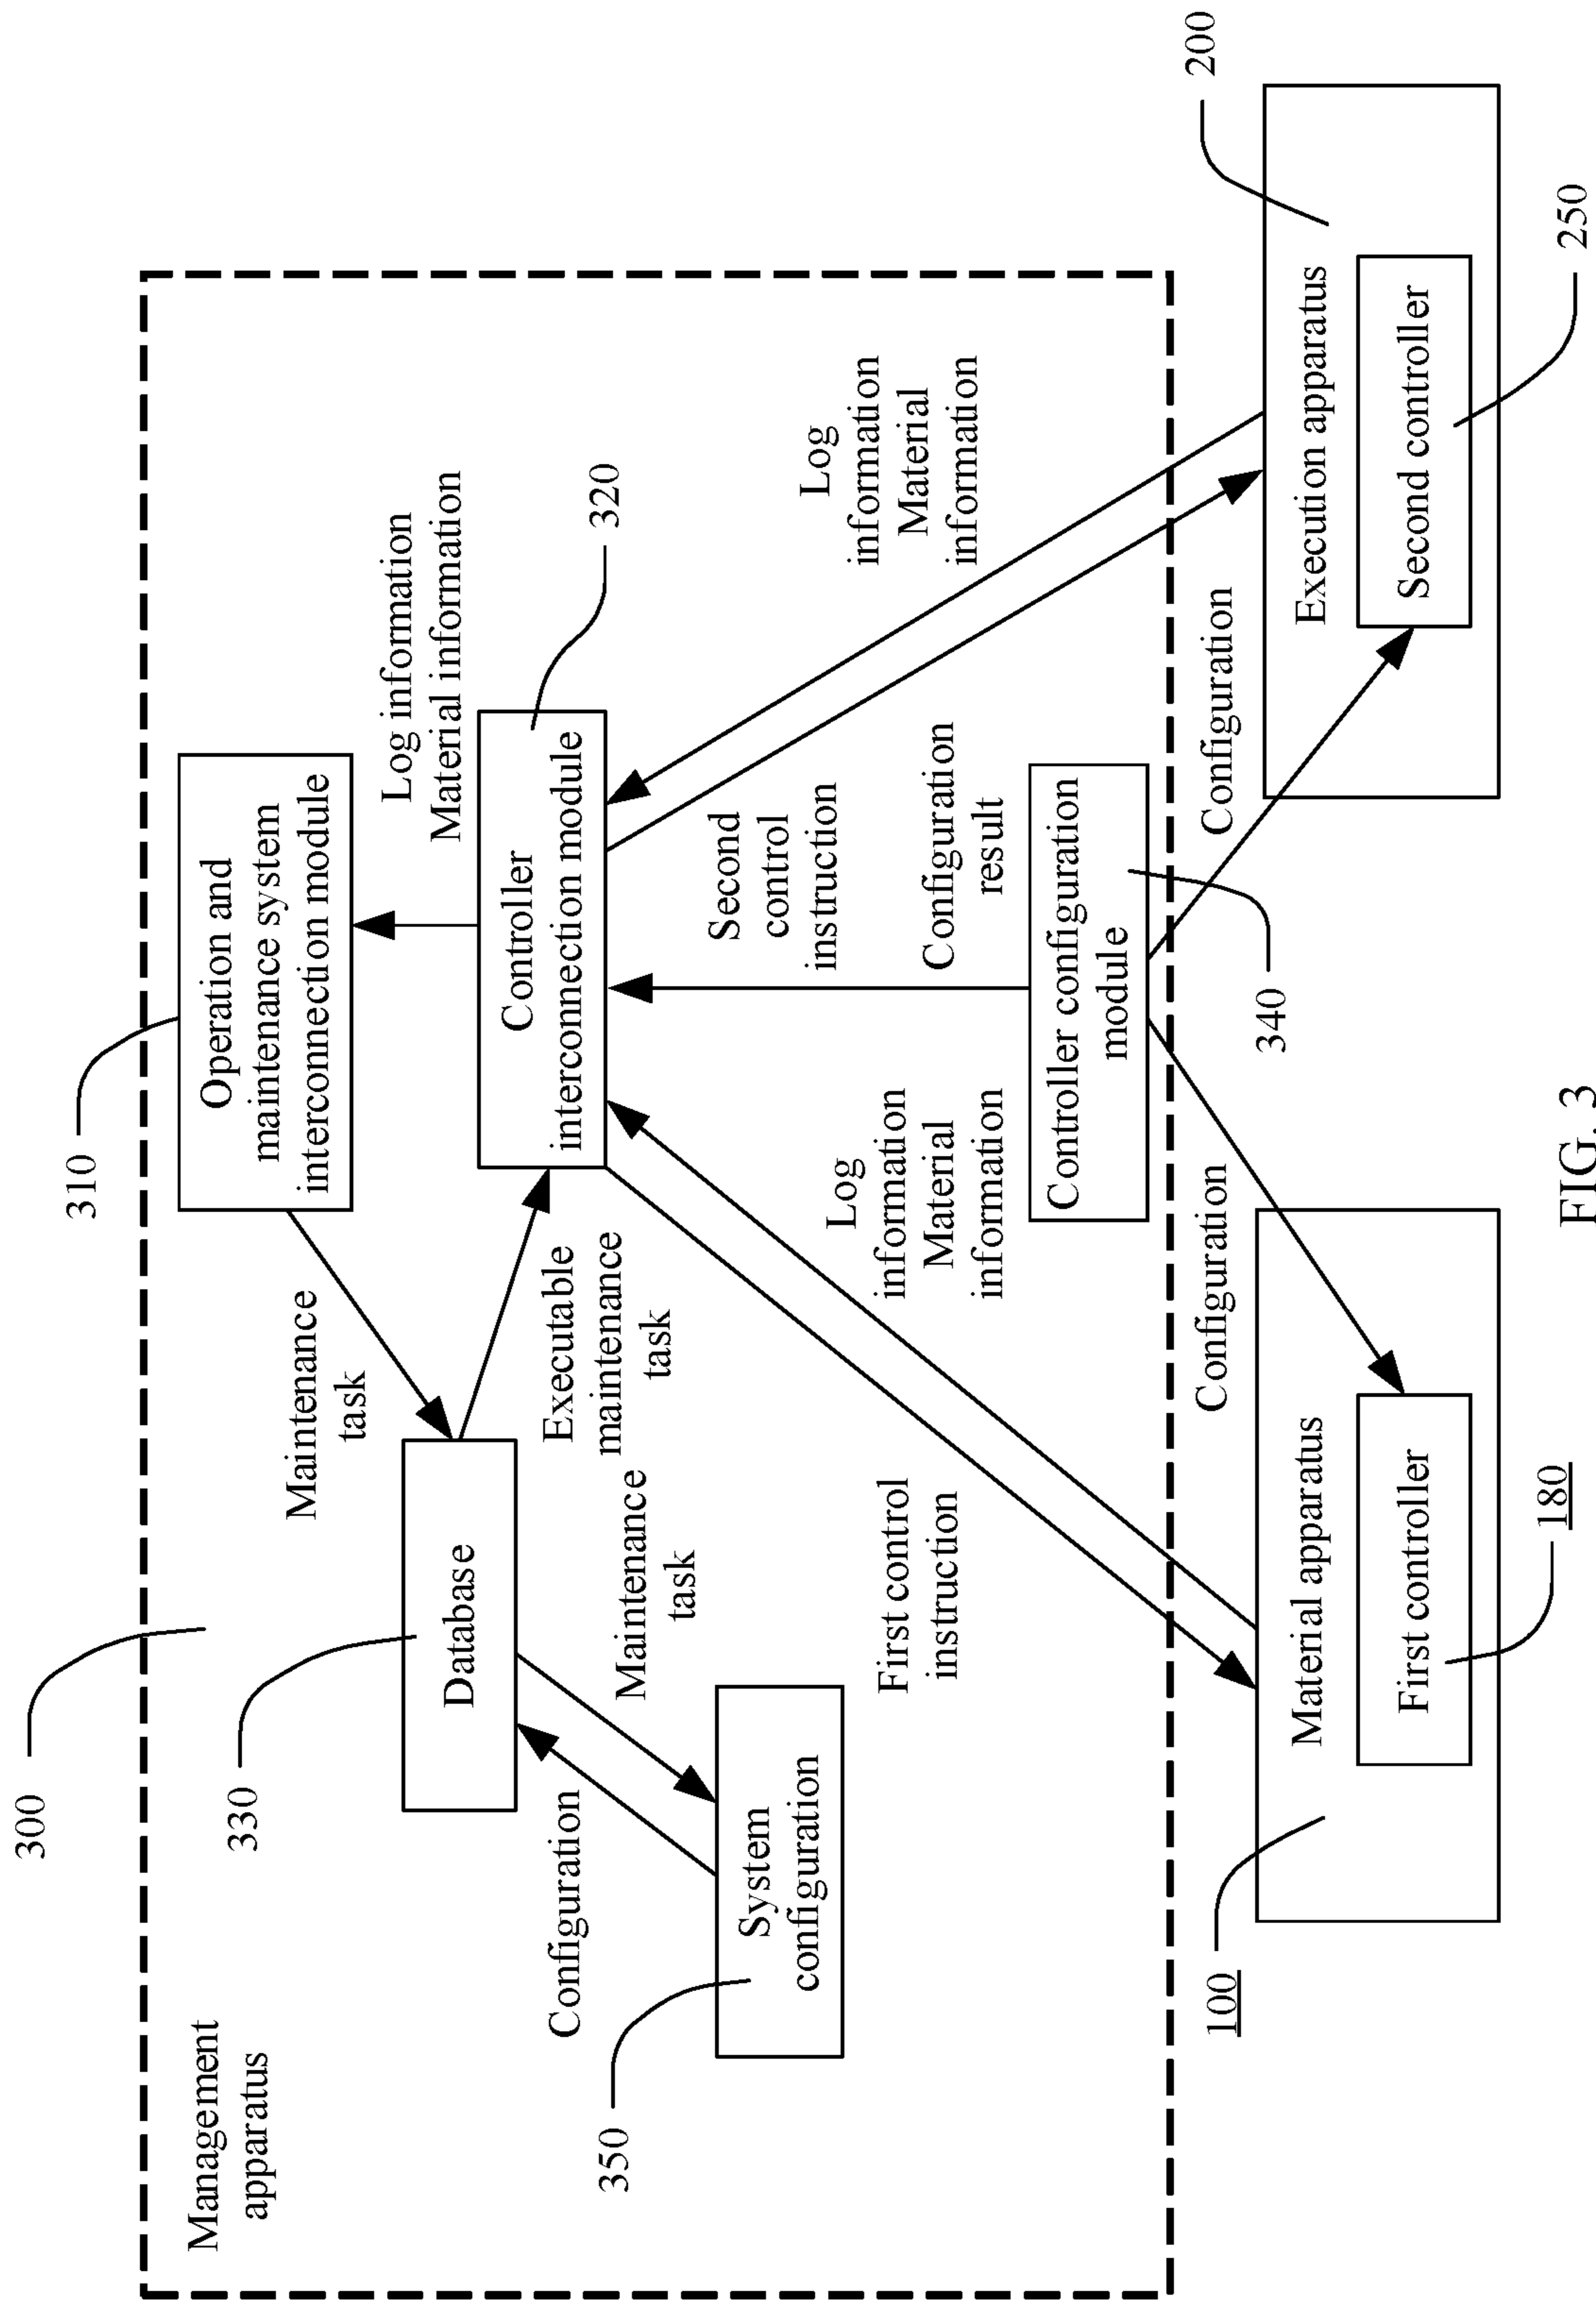 300
Management
apparatus
310
Operation and
maintenance system
interconnection module
Maintenance
task
Log information
Material information
330
Database
Executable
maintenance
task
Controller
interconnection module
320
Configuration
Maintenance
task
350
System
configuration
First control
instruction
Log
information
Material
information
Second
control
instruction
Configuration
result
Log
information
Material
information
Controller configuration
module
340
Configuration
Configuration
100
Material apparatus
First controller
180
200
Execution apparatus
Second controller
250
FIG. 3